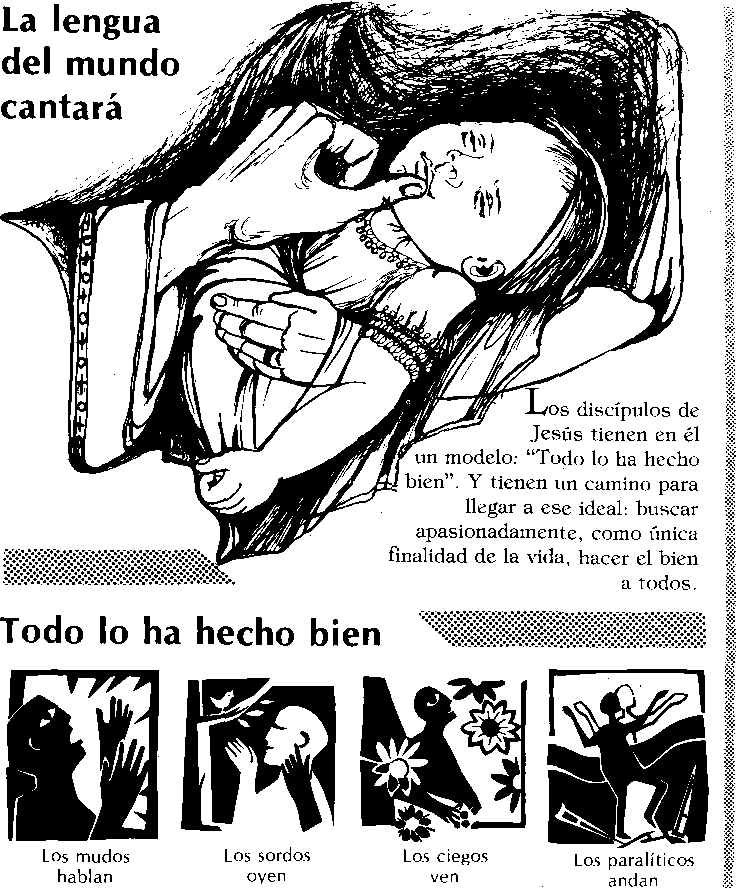 La lengua
del mundo
cantará
Los discípulos de
Jesús tienen en él
un modelo: “Todo lo ha hecho
bien”. Y tienen un camino para
llegar a ese ideal: buscar
apasionadamente, como única
finalidad de la vida, hacer el bien
a todos.
Todo lo ha hecho bien
Los mudos
hablan
Los sordos
oyen
Los ciegos
ven
Los paralíticos
andan